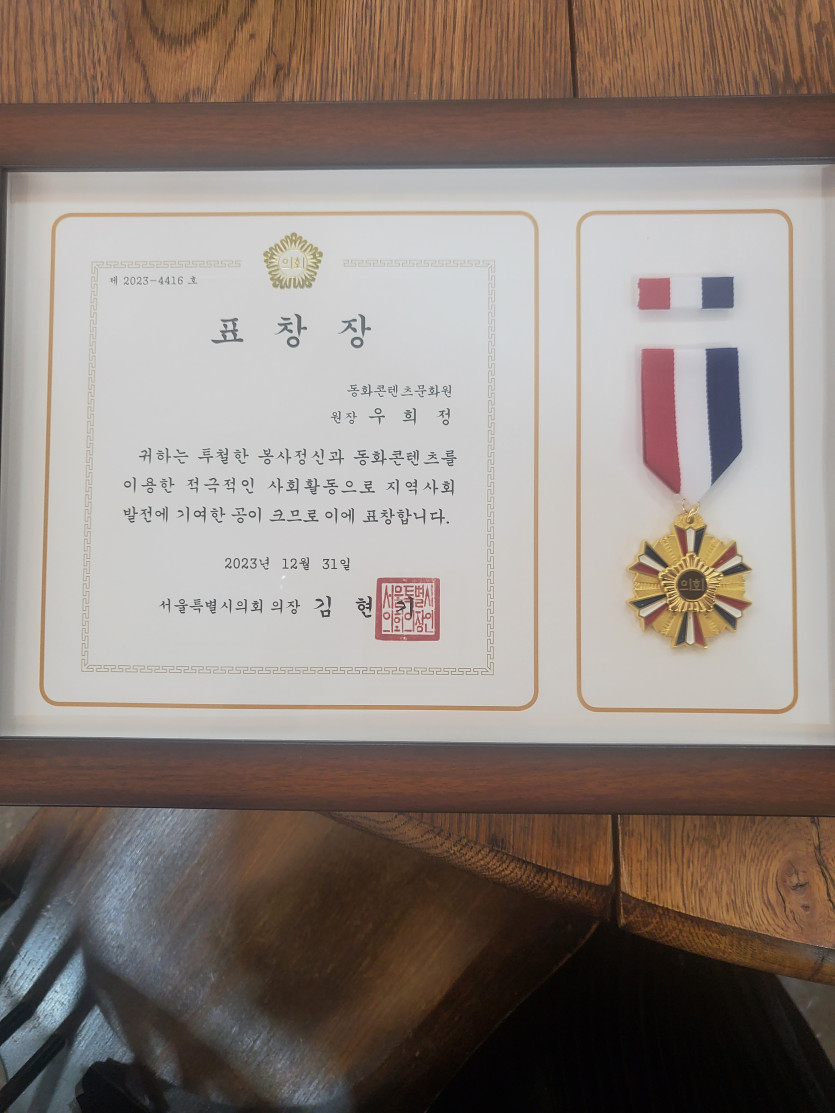 의회
제 2023-4416 호
표 창 장
동화콘텐츠문화원
원장 우 희 정
귀하는 투철한 봉사정신과 동화콘텐츠를
이용한 적극적인 사회활동으로 지역사회
발전에 기여한 공이 크므로 이에 표창합니다.
2023년 12월 31일
서울특별시의회 의장 김 현 기
서울특별시
의회의장인
의회